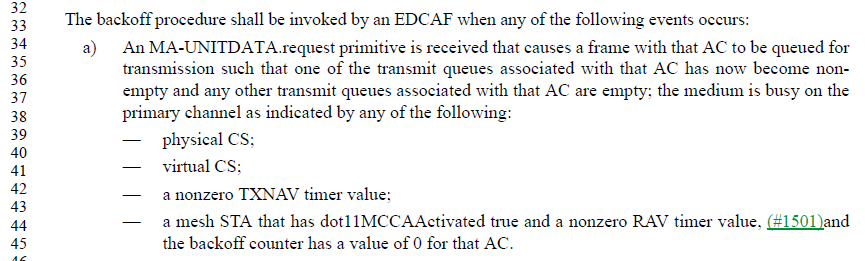 32
33 The backoff procedure shall be invoked by an EDCAF when any of the following events occurs:
34 a) An MA-UNITDATA.request primitive is received that causes a frame with that AC to be queued for
35 transmission such that one of the transmit queues associated with that AC has now become non-
36 empty and any other transmit queues associated with that AC are empty; the medium is busy on the
37
38 primary channel as indicated by any of the following:
39 — physical CS;
40
41 — virtual CS;
42 — a nonzero TXNAV timer value;
43
44 — a mesh STA that has dot11MCCAActivated true and a nonzero RAV timer value, (#1501)and
45 the backoff counter has a value of 0 for that AC.